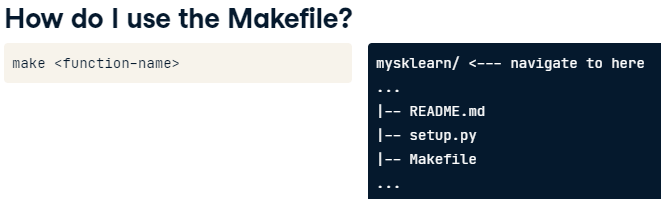 How do I use the Makefile?
make <function-name>
mysklearn/ <--- navigate to here
...
|-- README.md
|-- setup.py
|-- Makefile
...